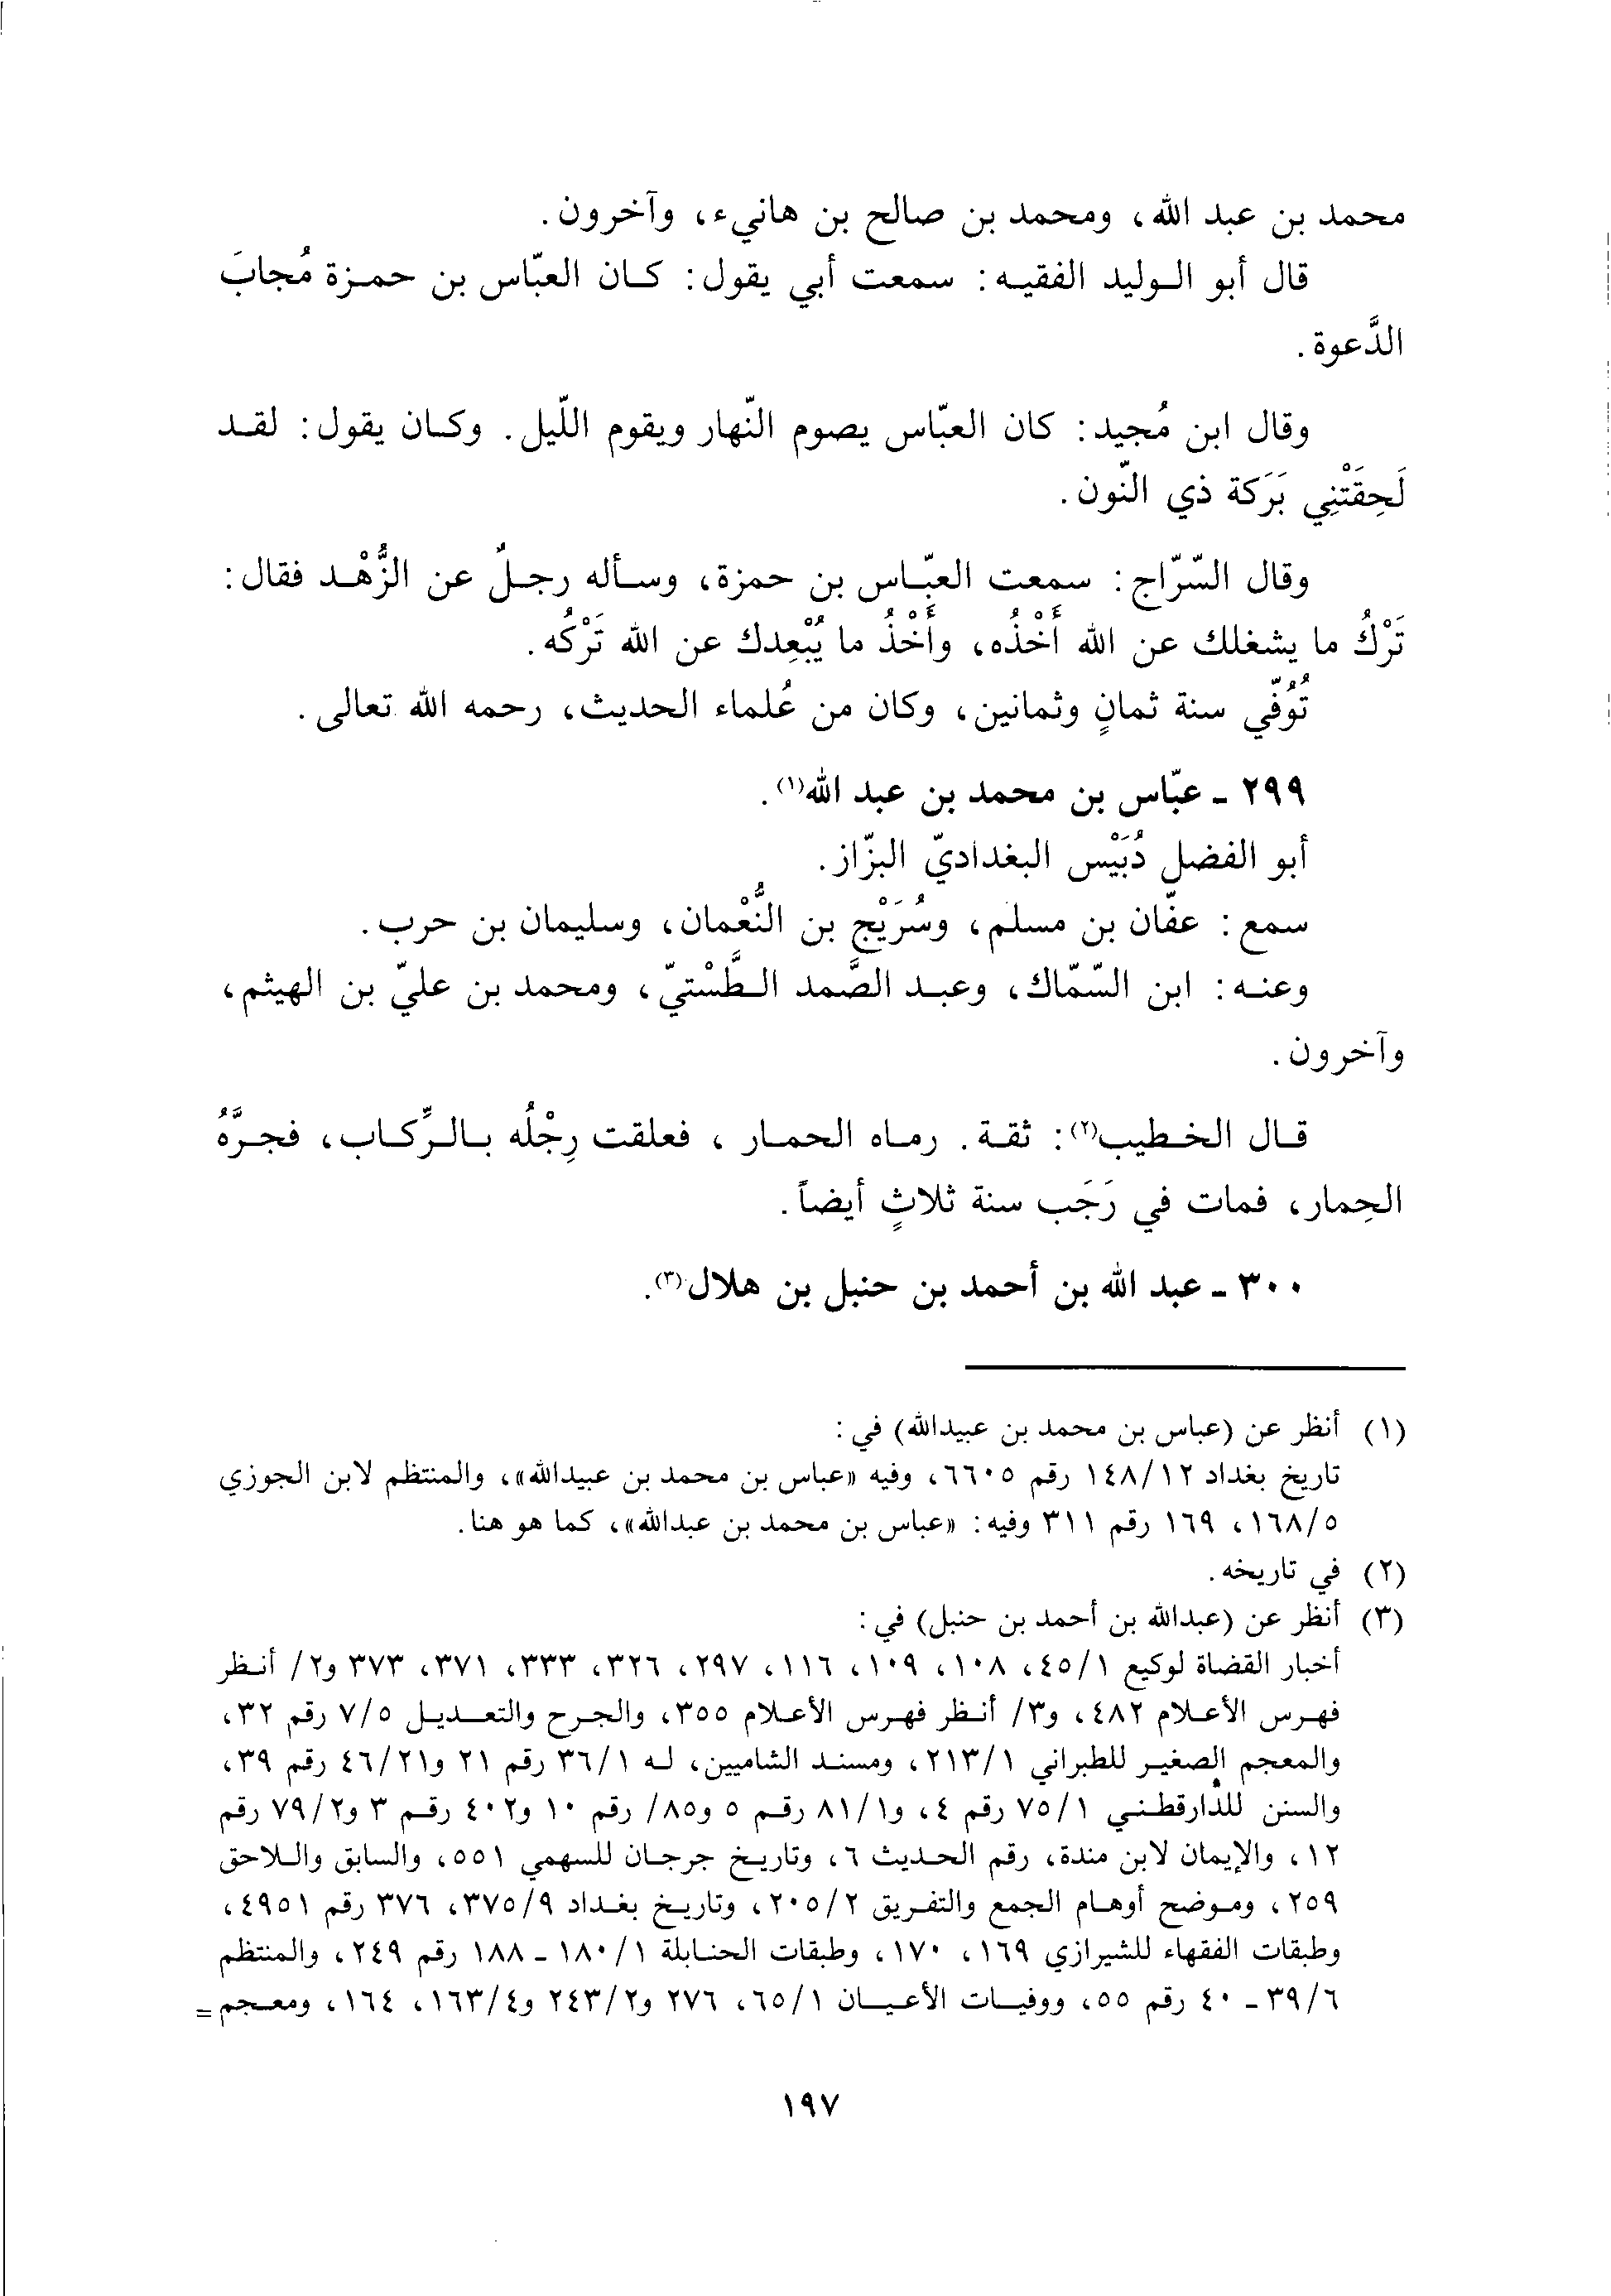 محمد بن عبد الله، ومحمد بن صالح بن هانيء، وآخرون.
قال أبو الوليد الفقيه: سمعت أبي يقول: كان العبّاس بن حمزة مُجابَ
الدَّعوة.
وقال ابن مُجيد: كان العبّاس يصوم النّهار ويقوم اللّيل. وكان يقول: لقد
لَحِقَتْنِي بَرَكة ذي النّون.
وقال السّرّاج: سمعت العبّاس بن حمزة، وسأله رجلٌ عن الزُّهْد فقال:
تَرْكُ ما يشغلك عن الله أَخْذُه، وأَخْذُ ما يُبْعِدك عن الله تَرْكُه.
تُوُفّي سنة ثمانٍ وثمانين، وكان من عُلماء الحديث، رحمه الله تعالى.
٢٩٩ - عبّاس بن محمد بن عبد الله(١).
أبو الفضل دُبَيْس البغداديّ البزّاز.
سمع: عفّان بن مسلم، وسُرَيْج بن النُّعْمان، وسليمان بن حرب.
وعنه: ابن السّمّاك، وعبد الصَّمد الطَّسْتيّ، ومحمد بن عليّ بن الهيثم،
وآخرون.
قال الخطيب(٢): ثقة. رماه الحمار، فعلقت رِجْلُه بالرِّكاب، فجرَّهُ
الحِمار، فمات في رَجَب سنة ثلاثٍ أيضاً.
٣٠٠ - عبد الله بن أحمد بن حنبل بن هلال(٣).
(١) أنظر عن (عباس بن محمد بن عبيدالله) في:
تاريخ بغداد ١٤٨/١٢ رقم ٦٦٠٥، وفيه «عباس بن محمد بن عبيدالله»، والمنتظم لابن الجوزي
١٦٨/٥، ١٦٩ رقم ٣١١ وفيه: «عباس بن محمد بن عبدالله»، كما هو هنا.
(٢) في تاريخه.
(٣) أنظر عن (عبدالله بن أحمد بن حنبل) في:
أخبار القضاة لوكيع ٤٥/١، ١٠٨، ١٠٩، ١١٦، ٢٩٧، ٣٢٦، ٣٣٣، ٣٧١، ٣٧٣ و٢/ أنظر
فهرس الأعلام ٤٨٢، و٣/ أنظر فهرس الأعلام ٣٥٥، والجرح والتعديل ٧/٥ رقم ٣٢،
والمعجم الصغير للطبراني ٢١٣/١، ومسند الشاميين، له ٣٦/١ رقم ٢١ و٤٦/٢١ رقم ٣٩،
والسنن للدارقطني ٧٥/١ رقم ٤، و٨١/١ رقم ٥ و٨٥/ رقم ١٠ و٤٠٢ رقم ٣ و٧٩/٢ رقم
١٢، والإيمان لابن مندة، رقم الحديث ٦، وتاريخ جرجان للسهمي ٥٥١، والسابق واللاحق
٢٥٩، وموضح أوهام الجمع والتفريق ٢٠٥/٢، وتاريخ بغداد ٣٧٥/٩، ٣٧٦ رقم ٤٩٥١،
وطبقات الفقهاء للشيرازي ١٦٩، ١٧٠، وطبقات الحنابلة ١٨٠/١ - ١٨٨ رقم ٢٤٩، والمنتظم
٣٩/٦ - ٤٠ رقم ٥٥، ووفيات الأعيان ٦٥/١، ٢٧٦ و٢٤٣/٢ و١٦٣/٤، ١٦٤، ومعجم =
١٩٧